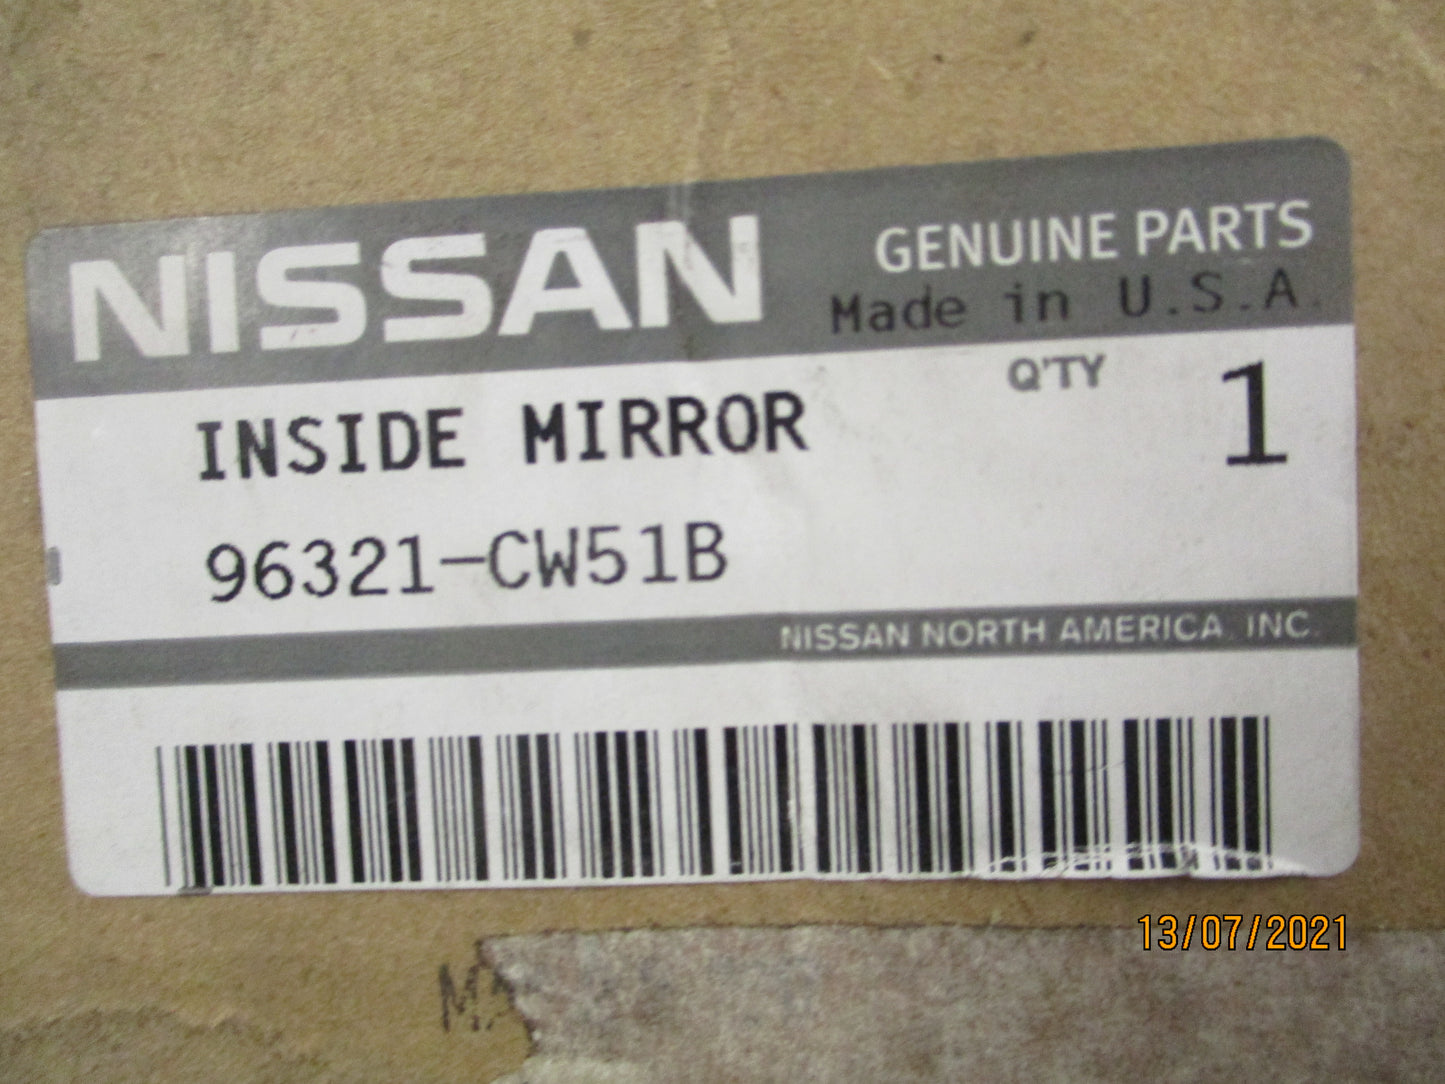 NISSAN
GENUINE PARTS
Made in U.S.A.
Q'TY
INSIDE MIRROR
1
96321-CW51B
NISSAN NORTH AMERICA, INC.
13/07/2021